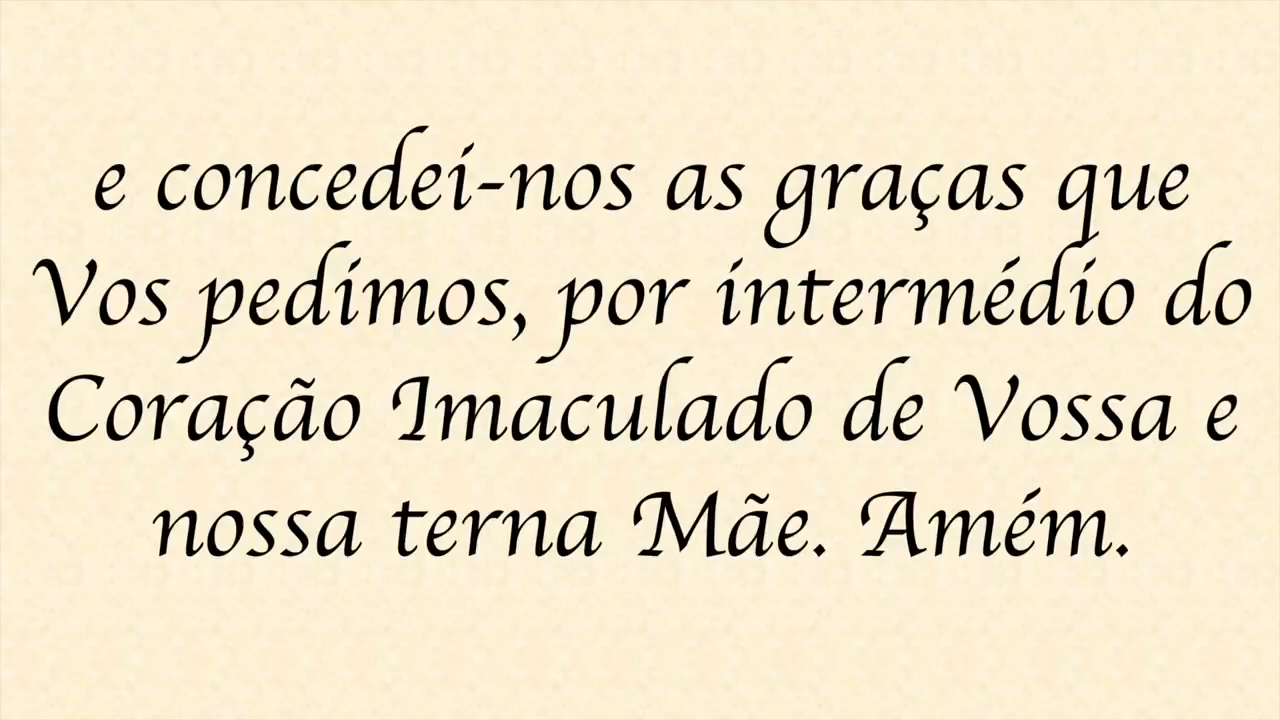 e concedei-nos as graças que
Vos pedimos, por intermédio do
Coração Imaculado de Vossa e
nossa terna Mãe. Amém.